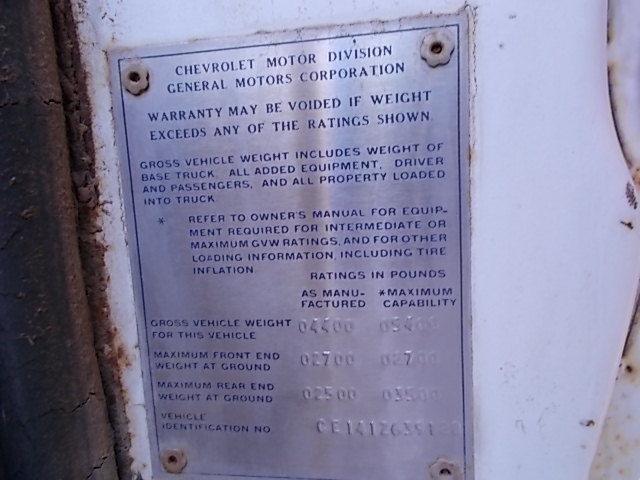 CHEVROLET MOTOR DIVISION
GENERAL MOTORS CORPORATION
WARRANTY MAY BE VOIDED IF WEIGHT
EXCEEDS ANY OF THE RATINGS SHOWN
GROSS VEHICLE WEIGHT INCLUDES WEIGHT OF
BASE TRUCK, ALL ADDED EQUIPMENT, DRIVER
AND PASSENGERS, AND ALL PROPERTY LOADED
INTO TRUCK
* REFER TO OWNER'S MANUAL FOR EQUIP-
MENT REQUIRED FOR INTERMEDIATE OR
MAXIMUM GVW RATINGS, AND FOR OTHER
LOADING INFORMATION, INCLUDING TIRE
INFLATION
RATINGS IN POUNDS
AS MANU- *MAXIMUM
FACTURED CAPABILITY
GROSS VEHICLE WEIGHT 04400 05400
FOR THIS VEHICLE
MAXIMUM FRONT END 02700 02700
WEIGHT AT GROUND
MAXIMUM REAR END 02500 03500
WEIGHT AT GROUND
VEHICLE
IDENTIFICATION NO